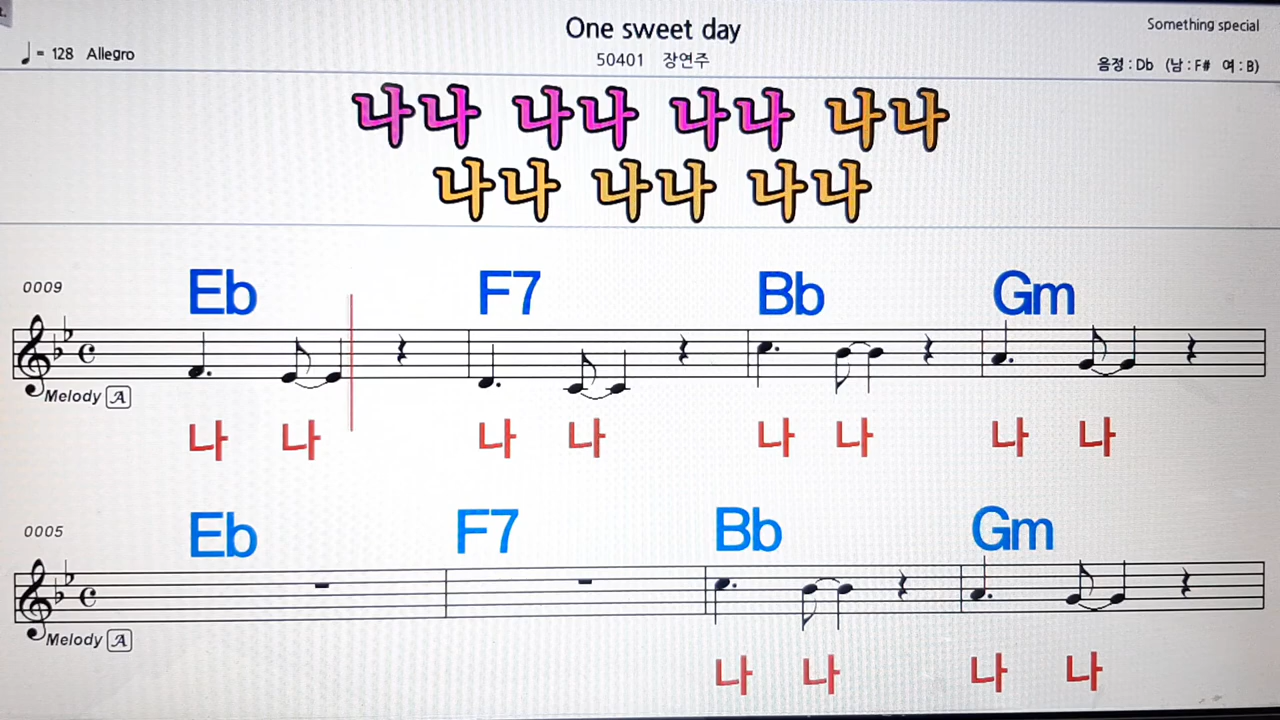 One sweet day
Something special
♩= 128 Allegro
50401 장연주
음정 : Db (남 : F# 여 : B)
나나 나나 나나 나나
나나 나나 나나
0009
Eb F7 Bb Gm
Melody A
나 나 나 나 나 나 나 나
0005
Eb F7 Bb Gm
Melody A
나 나 나 나